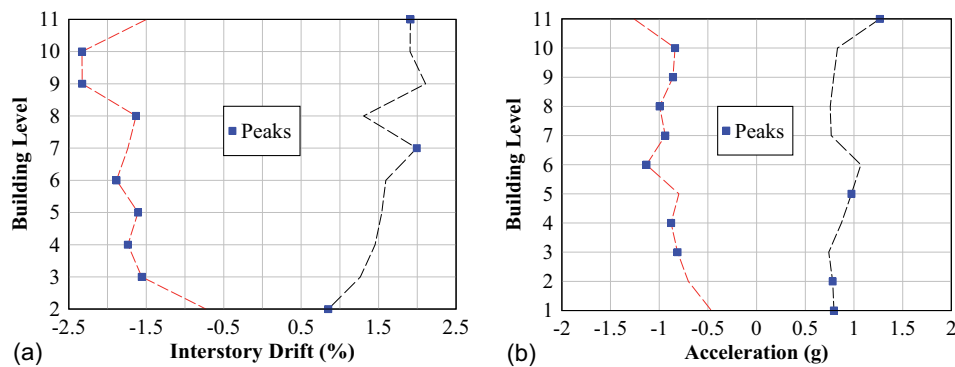 11
10
9
8
7
6
5
4
3
2
Building Level
Peaks
-2.5 -1.5 -0.5 0.5 1.5 2.5
Interstory Drift (%)
(a)
11
10
9
8
7
6
5
4
3
2
1
Building Level
Peaks
-2 -1.5 -1 -0.5 0 0.5 1 1.5 2
Acceleration (g)
(b)